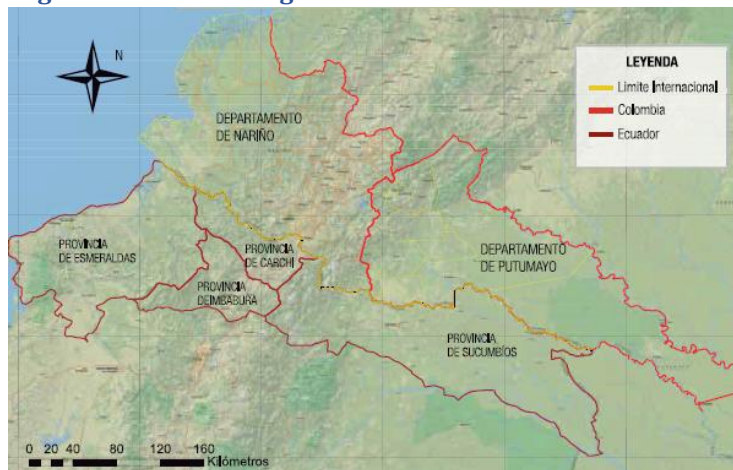 N
LEYENDA
Limite Internacional
Colombia
Ecuador
DEPARTAMENTO
DE NARIÑO
PROVINCIA
DE ESMERALDAS
PROVINCIA
DE CARCHI
PROVINCIA
DE IMBABURA
DEPARTAMENTO
DE PUTUMAYO
PROVINCIA
DE SUCUMBÍOS
0 20 40 80 120 160
Kilómetros